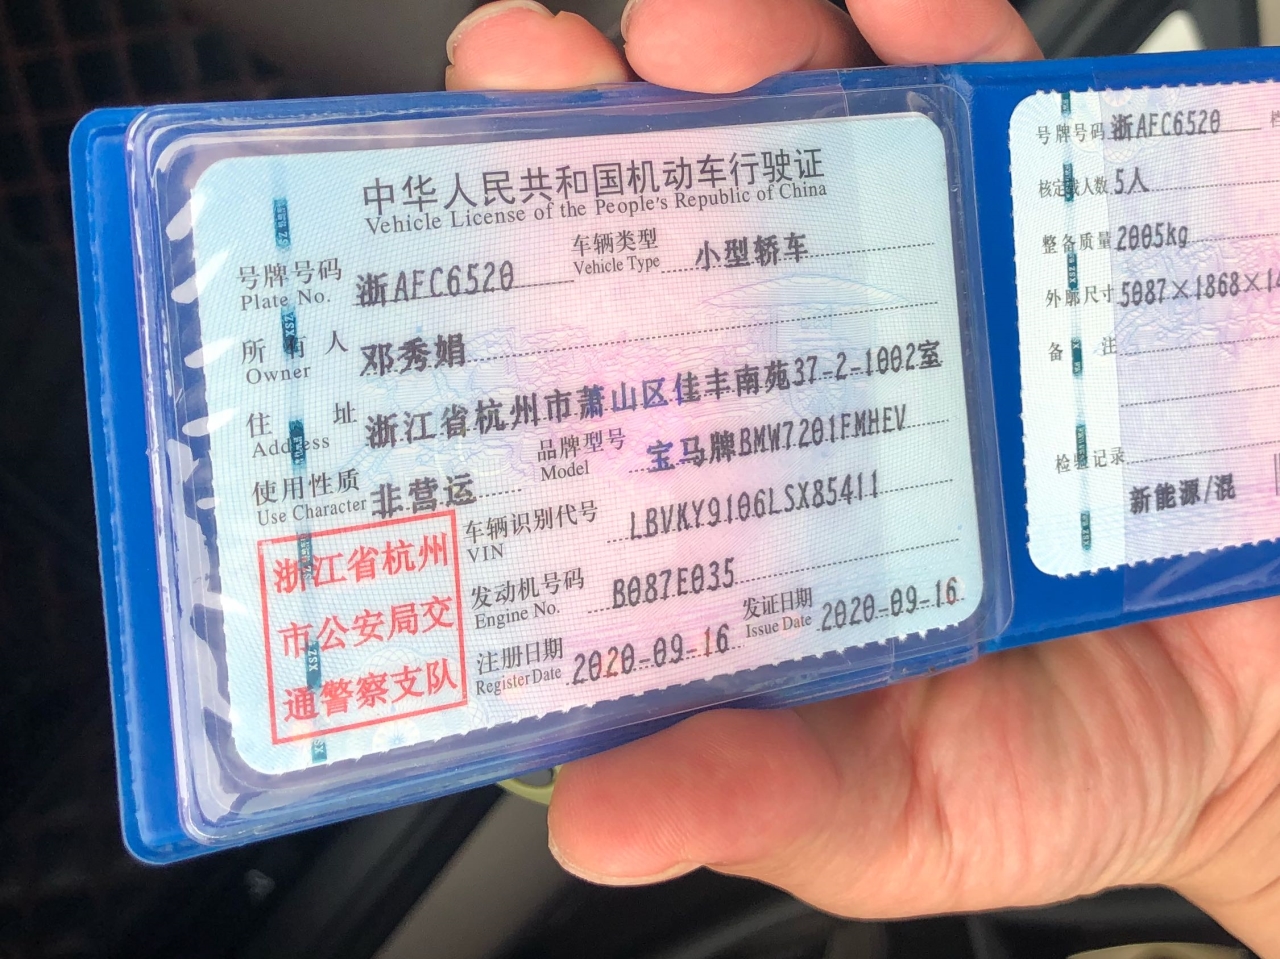 中华人民共和国机动车行驶证
Vehicle License of the People's Republic of China
号牌号码 浙AFC6520 车辆类型 小型轿车
Plate No. Vehicle Type
所有人 邓秀娟
Owner
住址 浙江省杭州市萧山区佳丰南苑37-2-1002室
Address
使用性质 非营运 品牌型号 宝马牌BMW7201FMHEV
Use Character Model
车辆识别代号 LBVKY9106LSX85411
VIN
发动机号码 B087E035
Engine No.
注册日期 2020-09-16 发证日期 2020-09-16
Register Date Issue Date
浙江省杭州
市公安局交
通警察支队
号牌号码 浙AFC6520
核定载人数 5人
整备质量 2005kg
外廓尺寸 5087×1868×14
备注
检验记录
新能源/混